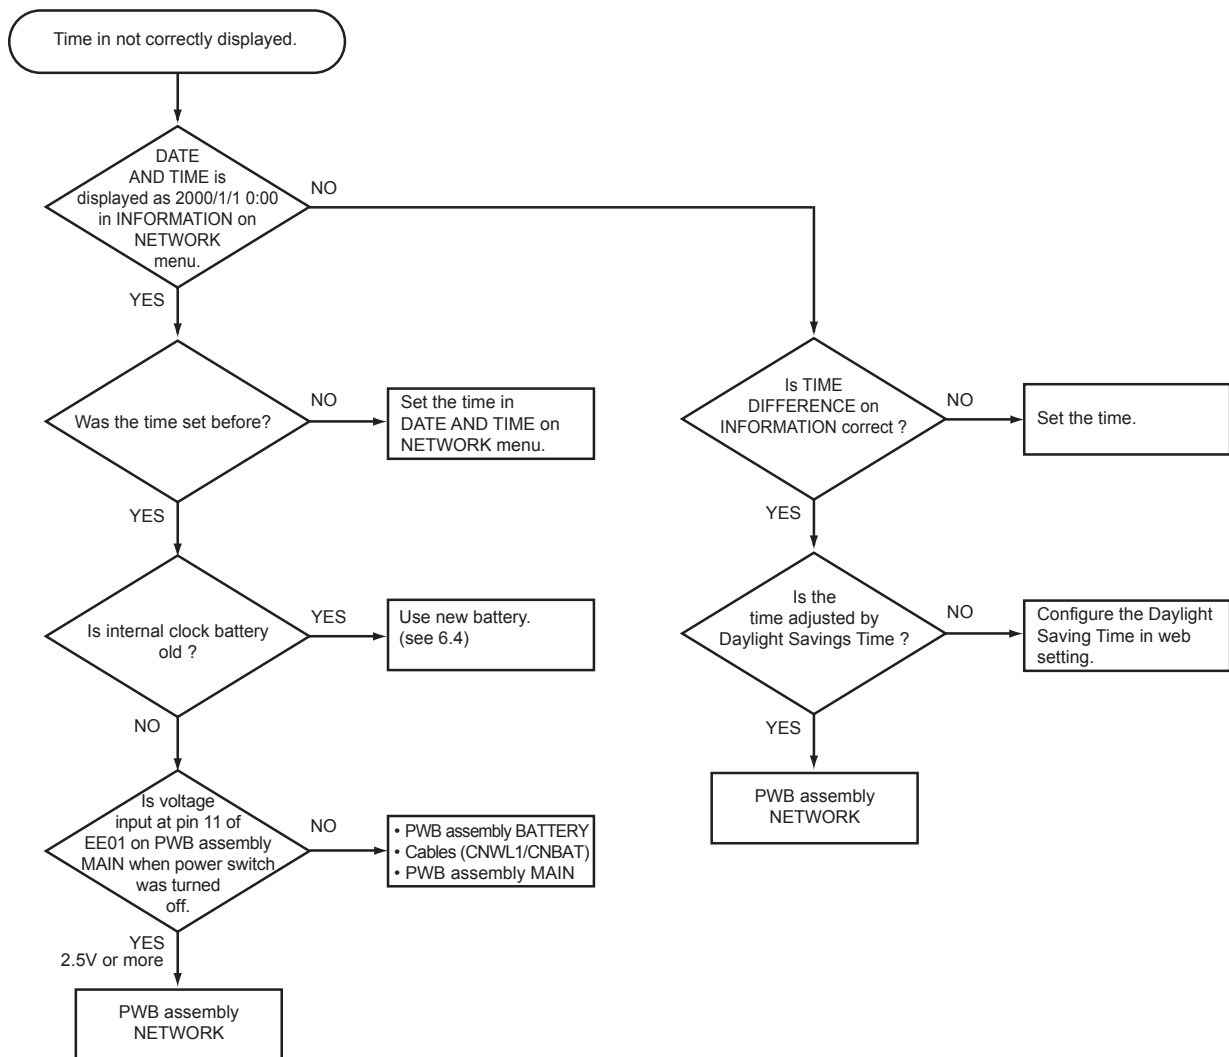 Time in not correctly displayed.
DATE
AND TIME is
displayed as 2000/1/1 0:00
in INFORMATION on
NETWORK
menu.
NO
YES
Was the time set before?
NO
Set the time in
DATE AND TIME on
NETWORK menu.
YES
Is internal clock battery
old ?
YES
Use new battery.
(see 6.4)
NO
Is voltage
input at pin 11 of
EE01 on PWB assembly
MAIN when power switch
was turned
off.
NO
• PWB assembly BATTERY
• Cables (CNWL1/CNBAT)
• PWB assembly MAIN
YES
2.5V or more
PWB assembly
NETWORK
Is TIME
DIFFERENCE on
INFORMATION correct ?
NO
Set the time.
YES
Is the
time adjusted by
Daylight Savings Time ?
NO
Configure the Daylight
Saving Time in web
setting.
YES
PWB assembly
NETWORK